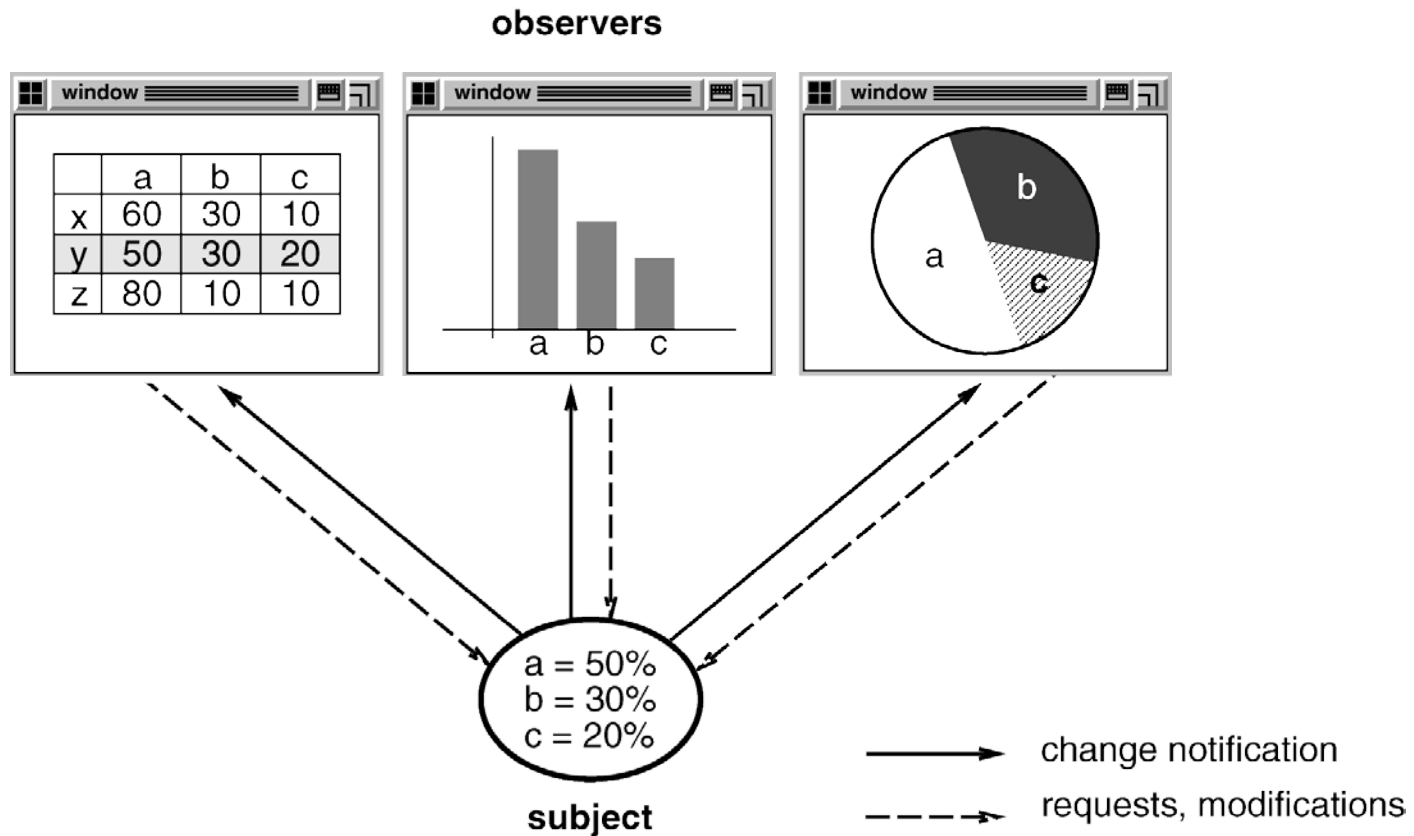 observers
window
a b c
x 60 30 10
y 50 30 20
z 80 10 10
window
a b c
window
b
a
c
a = 50%
b = 30%
c = 20%
subject
change notification
requests, modifications